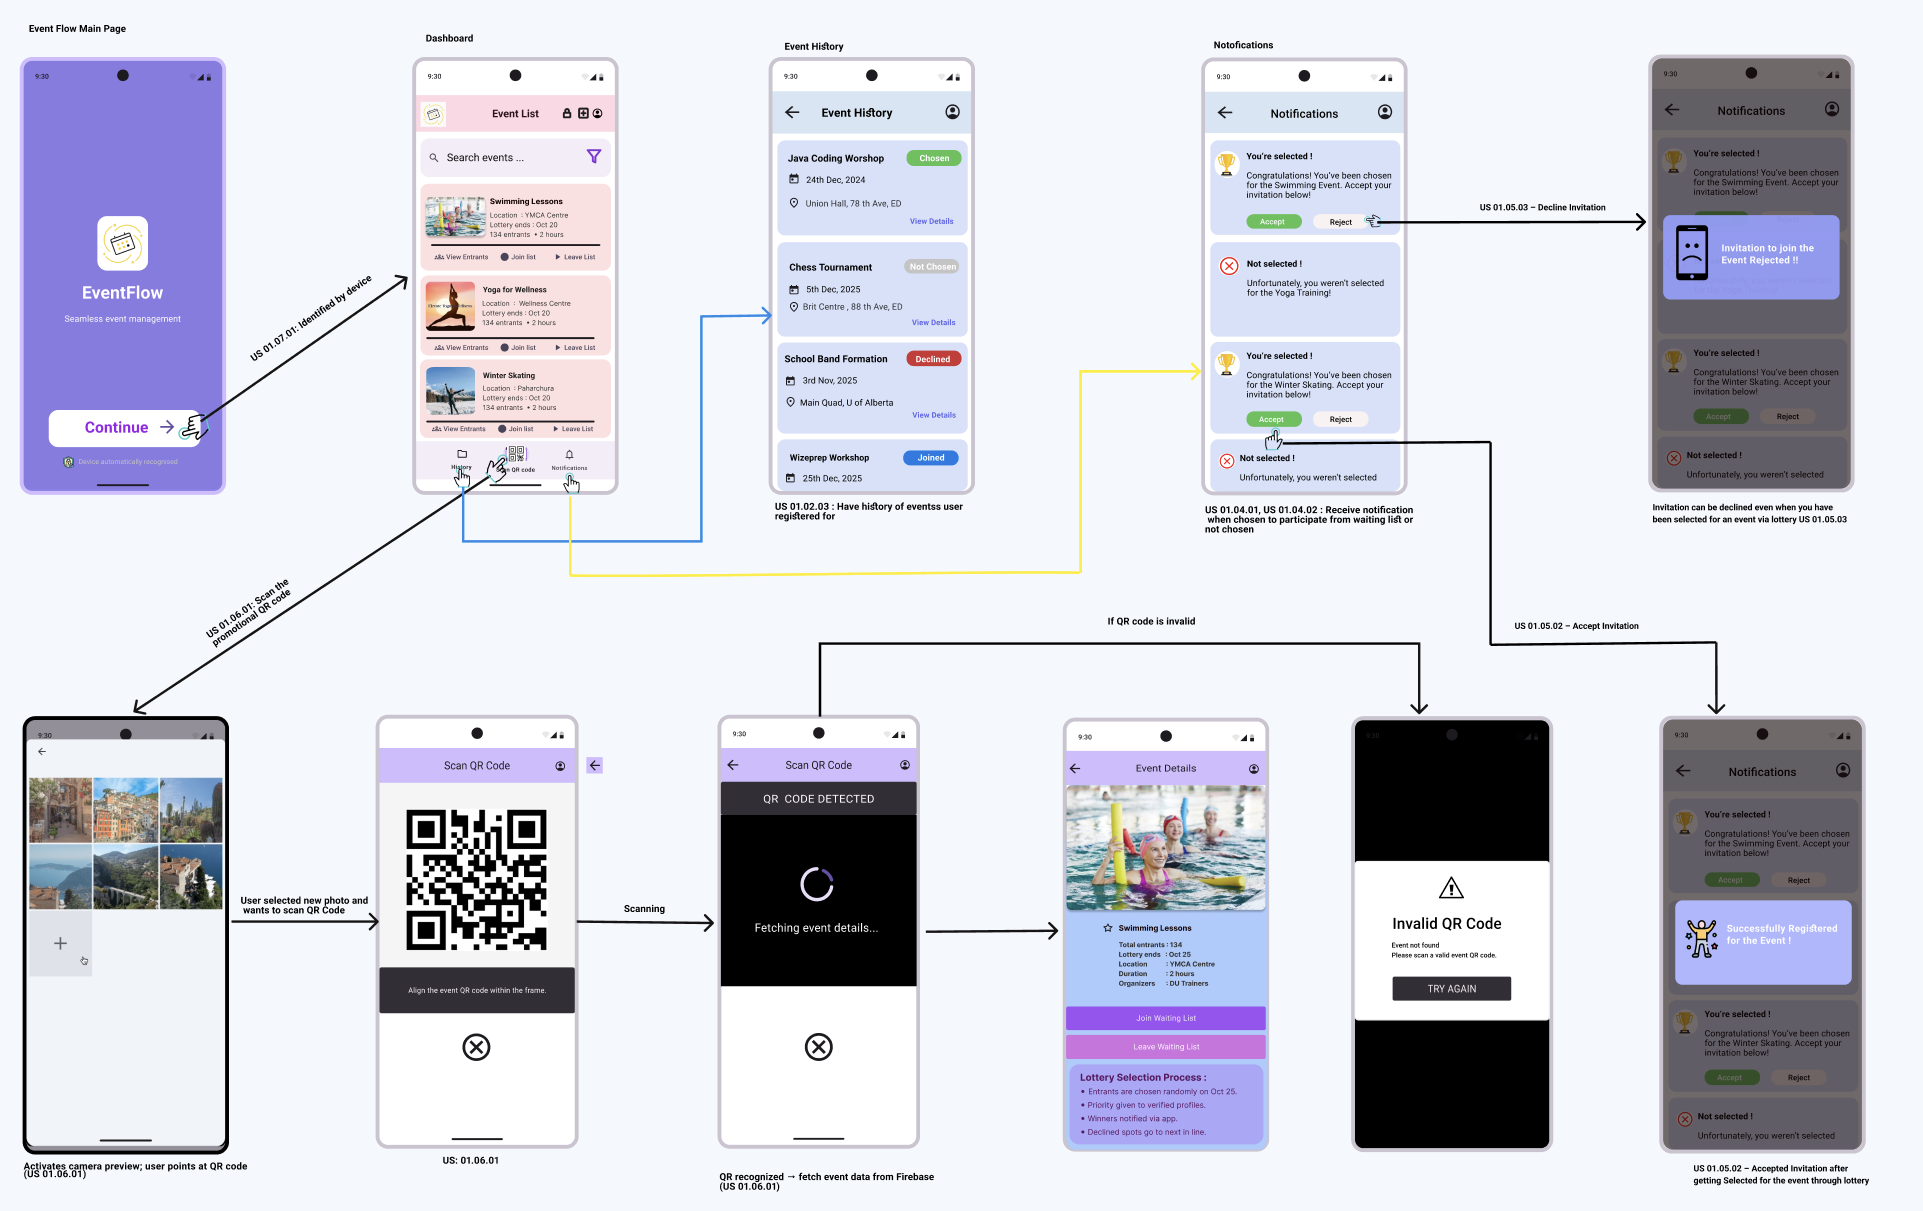 Event Flow Main Page
9:30
EventFlow
Seamless event management
Continue
Device automatically recognised
US 01.07.01: Identified by device
Dashboard
9:30
Event List
Search events ...
Swimming Lessons
Location : YMCA Centre
Lottery ends : Oct 20
134 entrants • 2 hours
View Entrants
Join list
Leave List
Yoga for Wellness
Location : Wellness Centre
Lottery ends : Oct 20
134 entrants • 2 hours
View Entrants
Join list
Leave List
Winter Skating
Location : Paharchura
Lottery ends : Oct 20
134 entrants • 2 hours
View Entrants
Join list
Leave List
History
QR code
Notifications
Event History
9:30
Event History
Java Coding Worshop
Chosen
24th Dec, 2024
Union Hall, 78 th Ave, ED
View Details
Chess Tournament
Not Chosen
5th Dec, 2025
Brit Centre , 88 th Ave, ED
View Details
School Band Formation
Declined
3rd Nov, 2025
Main Quad, U of Alberta
View Details
Wizeprep Workshop
Joined
25th Dec, 2025
US 01.02.03 : Have history of eventss user
registered for
Notofications
9:30
Notifications
You're selected !
Congratulations! You've been chosen
for the Swimming Event. Accept your
invitation below!
Accept
Reject
Not selected !
Unfortunately, you weren't selected
for the Yoga Training!
You're selected !
Congratulations! You've been chosen
for the Winter Skating. Accept your
invitation below!
Accept
Reject
Not selected !
Unfortunately, you weren't selected
US 01.04.01, US 01.04.02 : Receive notification
when chosen to participate from waiting list or
not chosen
US 01.05.03 – Decline Invitation
9:30
Notifications
You're selected !
Congratulations! You've been chosen
for the Swimming Event. Accept your
invitation below!
Invitation to join the
Event Rejected !!
You're selected !
Congratulations! You've been chosen
for the Winter Skating. Accept your
invitation below!
Accept
Reject
Not selected !
Unfortunately, you weren't selected
Invitation can be declined even when you have
been selected for an event via lottery US 01.05.03
US 01.06.01: Scan the
promotional QR code
If QR code is invalid
US 01.05.02 – Accept Invitation
9:30
Activates camera preview; user points at QR code
(US 01.06.01)
User selected new photo and
wants to scan QR Code
Scan QR Code
Align the event QR code within the frame.
US: 01.06.01
Scanning
9:30
Scan QR Code
QR CODE DETECTED
Fetching event details...
QR recognized → fetch event data from Firebase
(US 01.06.01)
9:30
Event Details
Swimming Lessons
Total entrants : 134
Lottery ends : Oct 25
Location : YMCA Centre
Duration : 2 hours
Organizers : DU Trainers
Join Waiting List
Leave Waiting List
Lottery Selection Process :
• Entrants are chosen randomly on Oct 25.
• Priority given to verified profiles.
• Winners notified via app.
• Declined spots go to next in line.
9:30
Invalid QR Code
Event not found
Please scan a valid event QR code.
TRY AGAIN
9:30
Notifications
You're selected !
Congratulations! You've been chosen
for the Swimming Event. Accept your
invitation below!
Accept
Reject
Successfully Registered
for the Event !
You're selected !
Congratulations! You've been chosen
for the Winter Skating. Accept your
invitation below!
Accept
Reject
Not selected !
Unfortunately, you weren't selected
US 01.05.02 – Accepted Invitation after
getting Selected for the event through lottery